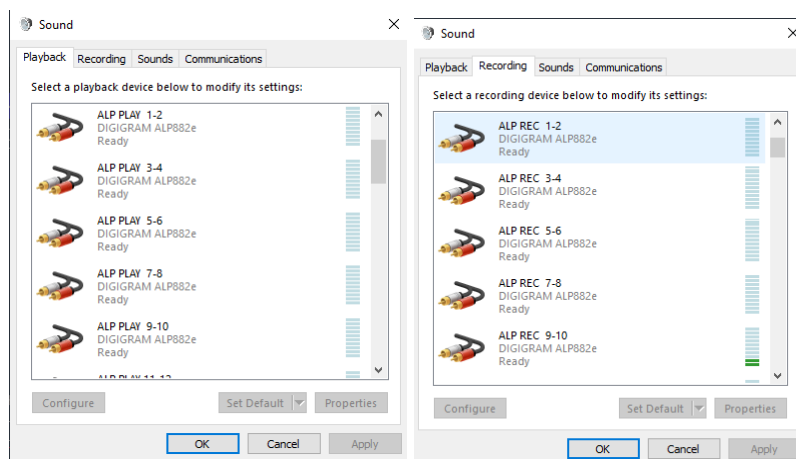 Sound
Playback Recording Sounds Communications
Select a playback device below to modify its settings:
ALP PLAY 1-2
DIGIGRAM ALP882e
Ready
ALP PLAY 3-4
DIGIGRAM ALP882e
Ready
ALP PLAY 5-6
DIGIGRAM ALP882e
Ready
ALP PLAY 7-8
DIGIGRAM ALP882e
Ready
ALP PLAY 9-10
DIGIGRAM ALP882e
Ready
ALP PLAY 11-12
Configure Set Default Properties
OK Cancel Apply
Sound
Playback Recording Sounds Communications
Select a recording device below to modify its settings:
ALP REC 1-2
DIGIGRAM ALP882e
Ready
ALP REC 3-4
DIGIGRAM ALP882e
Ready
ALP REC 5-6
DIGIGRAM ALP882e
Ready
ALP REC 7-8
DIGIGRAM ALP882e
Ready
ALP REC 9-10
DIGIGRAM ALP882e
Ready
Configure Set Default Properties
OK Cancel Apply